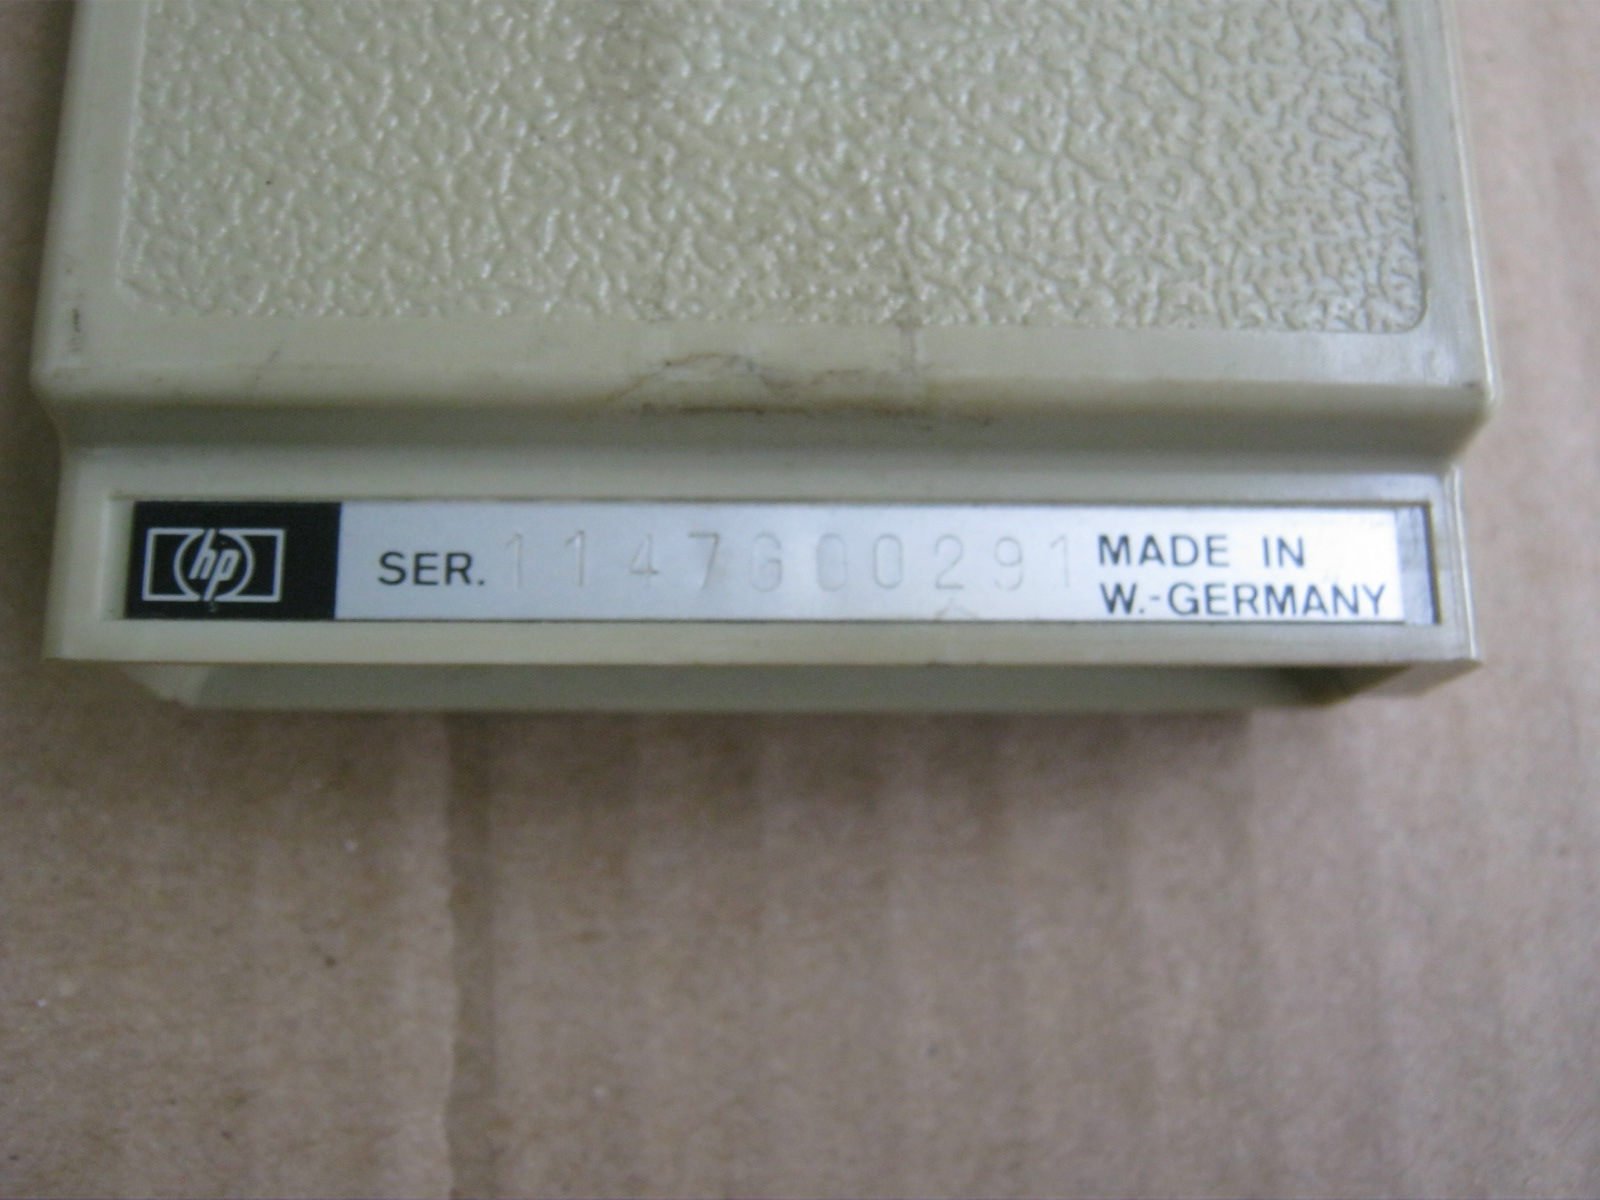 hp SER. 1147G00291 MADE IN
W.-GERMANY